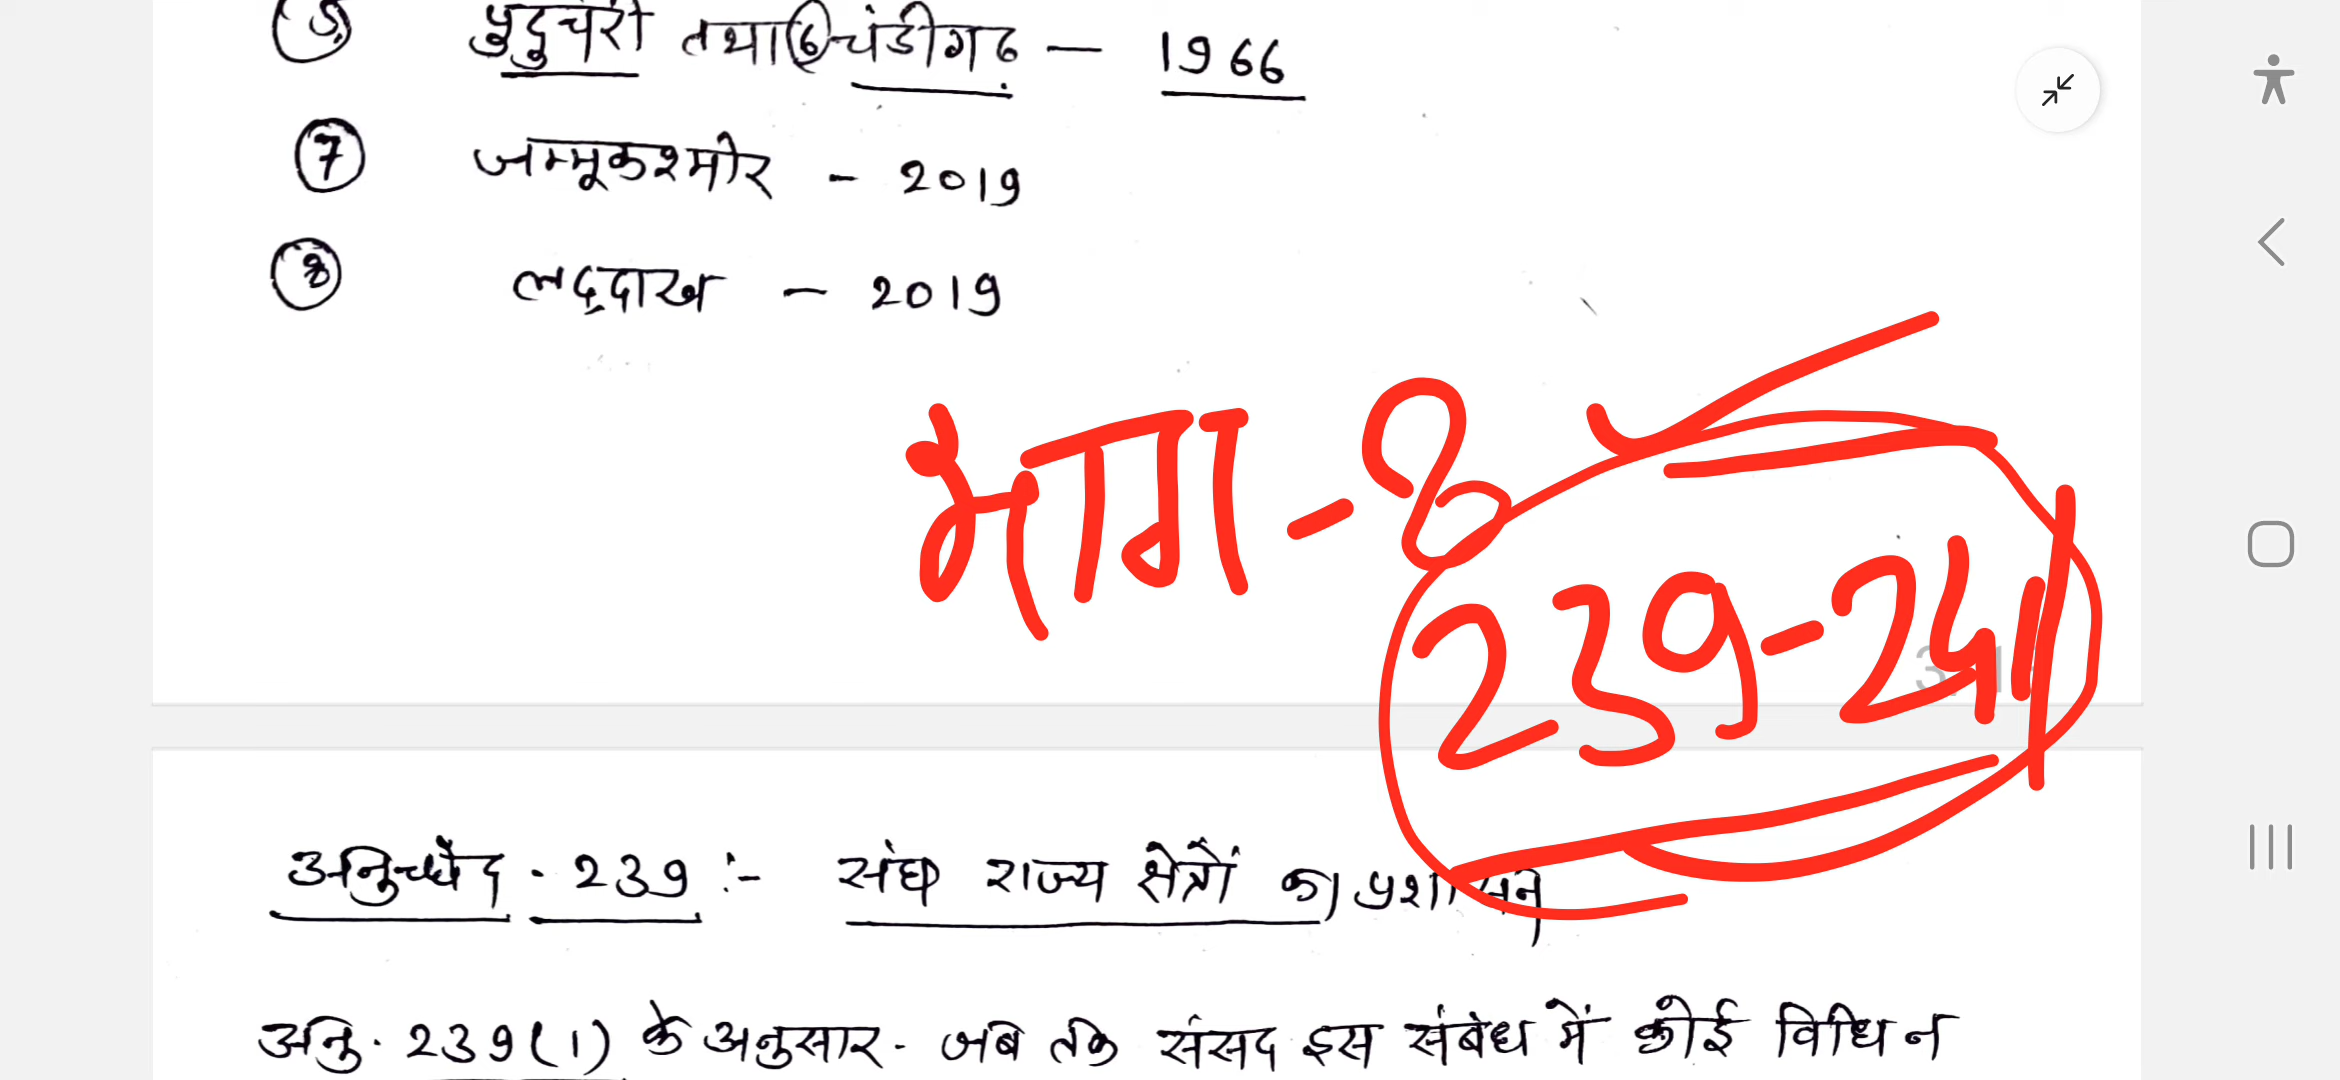 5 पुदुचेरी तथा 6 चंडीगढ़ — 1966
7 जम्मूकश्मीर - 2019
8 लद्दाख - 2019
भाग-8
239-241
अनुच्छेद - 239 :- संघ राज्य क्षेत्रों का प्रशासन
अनु. 239(1) के अनुसार - जब तक संसद इस संबंध में कोई विधि न